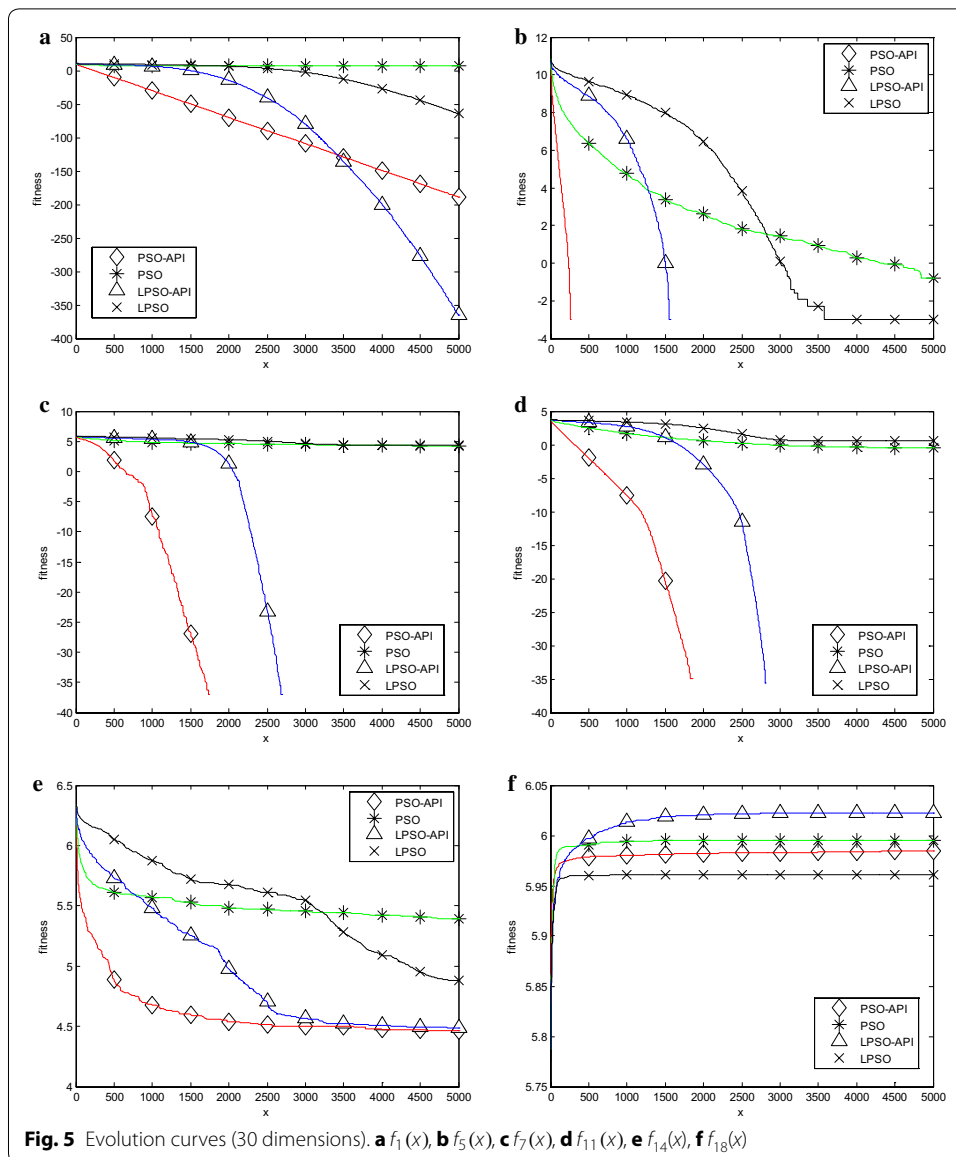 a
50
0
-50
-100
-150
-200
-250
-300
-350
-400
fitness
PSO-API
PSO
LPSO-API
LPSO
0 500 1000 1500 2000 2500 3000 3500 4000 4500 5000
x
b
12
10
8
6
4
2
0
-2
-4
fitness
PSO-API
PSO
LPSO-API
LPSO
0 500 1000 1500 2000 2500 3000 3500 4000 4500 5000
x
c
10
5
0
-5
-10
-15
-20
-25
-30
-35
-40
fitness
PSO-API
PSO
LPSO-API
LPSO
0 500 1000 1500 2000 2500 3000 3500 4000 4500 5000
x
d
5
0
-5
-10
-15
-20
-25
-30
-35
-40
fitness
PSO-API
PSO
LPSO-API
LPSO
0 500 1000 1500 2000 2500 3000 3500 4000 4500 5000
x
e
6.5
6
5.5
5
4.5
4
fitness
PSO-API
PSO
LPSO-API
LPSO
0 500 1000 1500 2000 2500 3000 3500 4000 4500 5000
x
f
6.05
6
5.95
5.9
5.85
5.8
5.75
fitness
PSO-API
PSO
LPSO-API
LPSO
0 500 1000 1500 2000 2500 3000 3500 4000 4500 5000
x
Fig. 5 Evolution curves (30 dimensions). a f₁(x), b f₅(x), c f₇(x), d f₁₁(x), e f₁₄(x), f f₁₈(x)